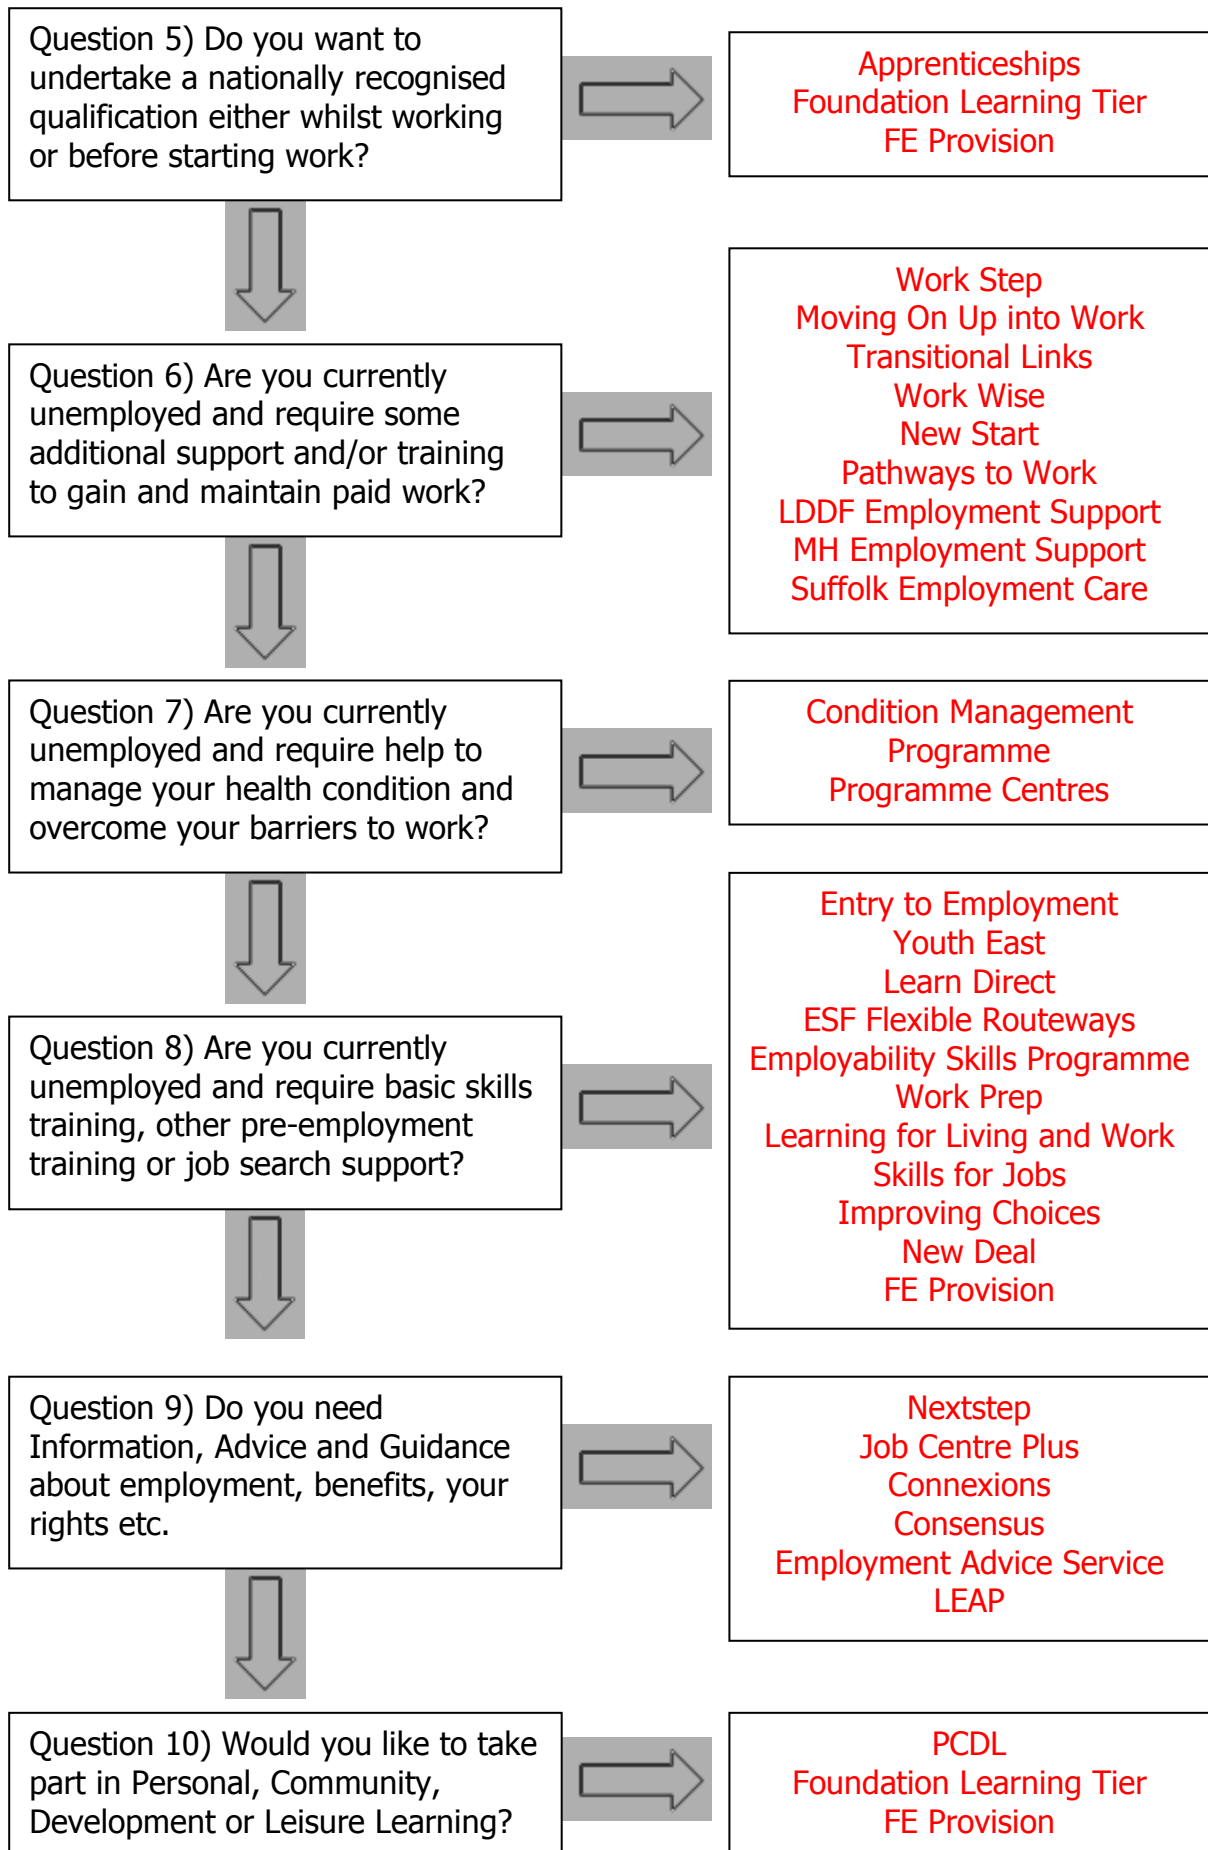 Question 5) Do you want to
undertake a nationally recognised
qualification either whilst working
or before starting work?
Apprenticeships
Foundation Learning Tier
FE Provision
Question 6) Are you currently
unemployed and require some
additional support and/or training
to gain and maintain paid work?
Work Step
Moving On Up into Work
Transitional Links
Work Wise
New Start
Pathways to Work
LDDF Employment Support
MH Employment Support
Suffolk Employment Care
Question 7) Are you currently
unemployed and require help to
manage your health condition and
overcome your barriers to work?
Condition Management
Programme
Programme Centres
Question 8) Are you currently
unemployed and require basic skills
training, other pre-employment
training or job search support?
Entry to Employment
Youth East
Learn Direct
ESF Flexible Routeways
Employability Skills Programme
Work Prep
Learning for Living and Work
Skills for Jobs
Improving Choices
New Deal
FE Provision
Question 9) Do you need
Information, Advice and Guidance
about employment, benefits, your
rights etc.
Nextstep
Job Centre Plus
Connexions
Consensus
Employment Advice Service
LEAP
Question 10) Would you like to take
part in Personal, Community,
Development or Leisure Learning?
PCDL
Foundation Learning Tier
FE Provision